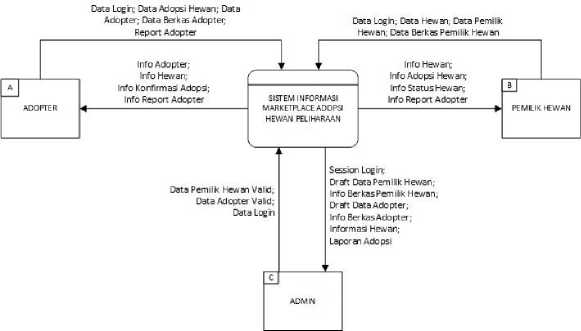 Data Login; Data Adopsi Hewan; Data
Adopter; Data Berkas Adopter;
Report Adopter
Data Login; Data Hewan; Data Pemilik
Hewan; Data Berkas Pemilik Hewan
Info Adopter;
Info Hewan;
Info Konfirmasi Adopsi;
Info Report Adopter
Info Hewan;
Info Adopsi Hewan;
Info Status Hewan;
Info Report Adopter
A
ADOPTER
SISTEM INFORMASI
MARKETPLACE ADOPSI
HEWAN PELIHARAAN
B
PEMILIK HEWAN
Data Pemilik Hewan Valid;
Data Adopter Valid;
Data Login
Session Login;
Draft Data Pemilik Hewan;
Info Berkas Pemilik Hewan;
Draft Data Adopter;
Info Berkas Adopter;
Informasi Hewan;
Laporan Adopsi
C
ADMIN